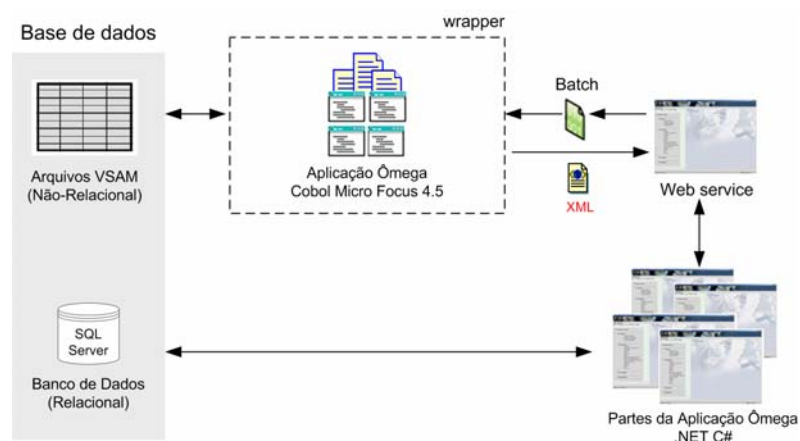 wrapper
Base de dados
Batch
Arquivos VSAM
(Não-Relacional)
Aplicação Ômega
Cobol Micro Focus 4.5
XML
Web service
SQL
Server
Banco de Dados
(Relacional)
Partes da Aplicação Ômega
.NET C#